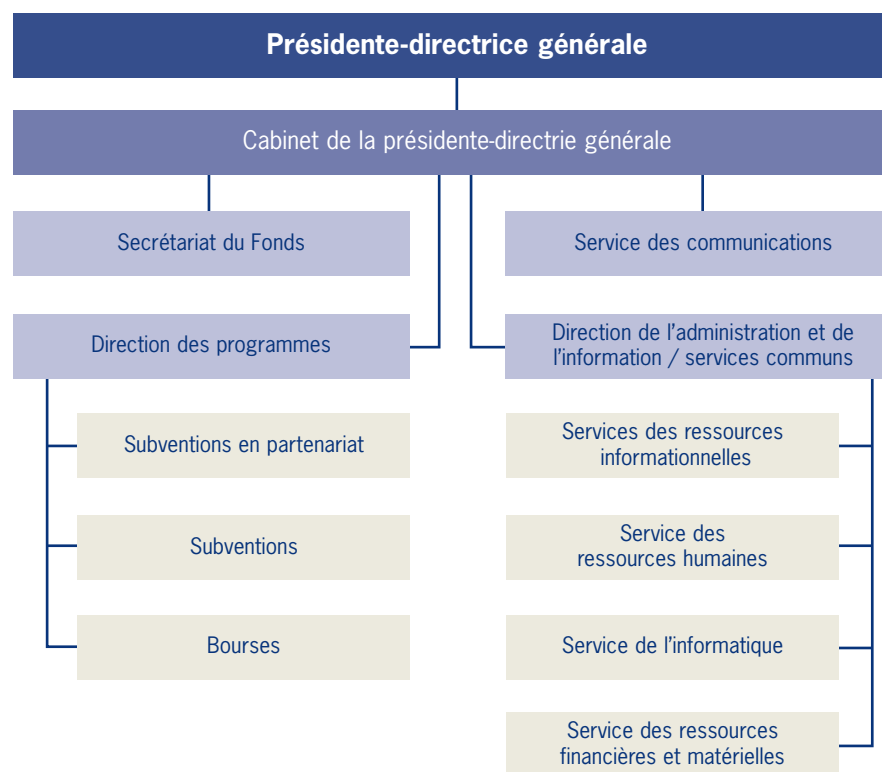 Présidente-directrice générale
Cabinet de la présidente-directrie générale
Secrétariat du Fonds
Service des communications
Direction des programmes
Direction de l'administration et de
l'information / services communs
Subventions en partenariat
Services des ressources
informationnelles
Subventions
Service des
ressources humaines
Bourses
Service de l'informatique
Service des ressources
financières et matérielles